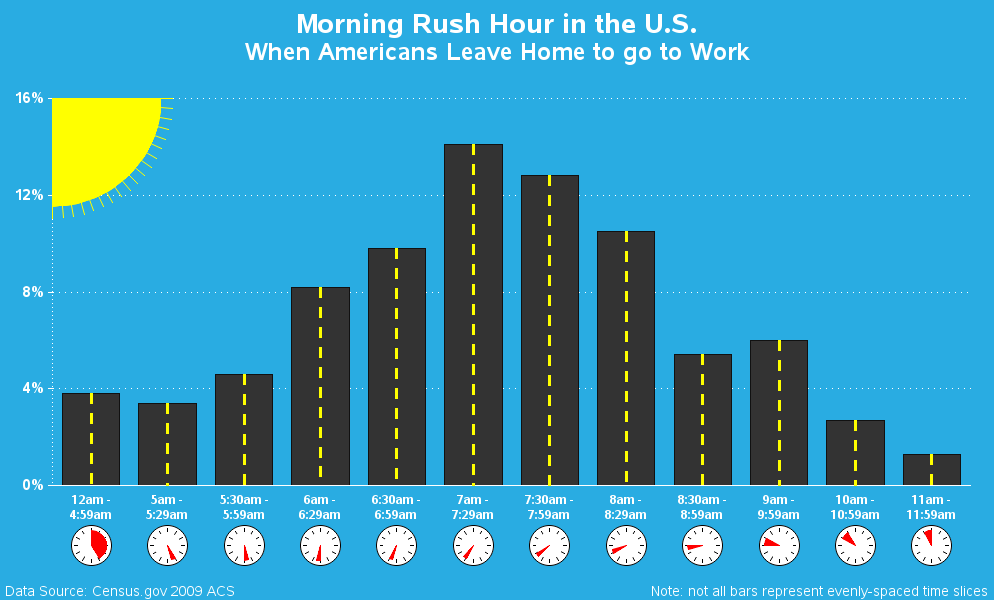 Morning Rush Hour in the U.S.
When Americans Leave Home to go to Work
16%
12%
8%
4%
0%
12am -
4:59am
5am -
5:29am
5:30am -
5:59am
6am -
6:29am
6:30am -
6:59am
7am -
7:29am
7:30am -
7:59am
8am -
8:29am
8:30am -
8:59am
9am -
9:59am
10am -
10:59am
11am -
11:59am
Data Source: Census.gov 2009 ACS
Note: not all bars represent evenly-spaced time slices